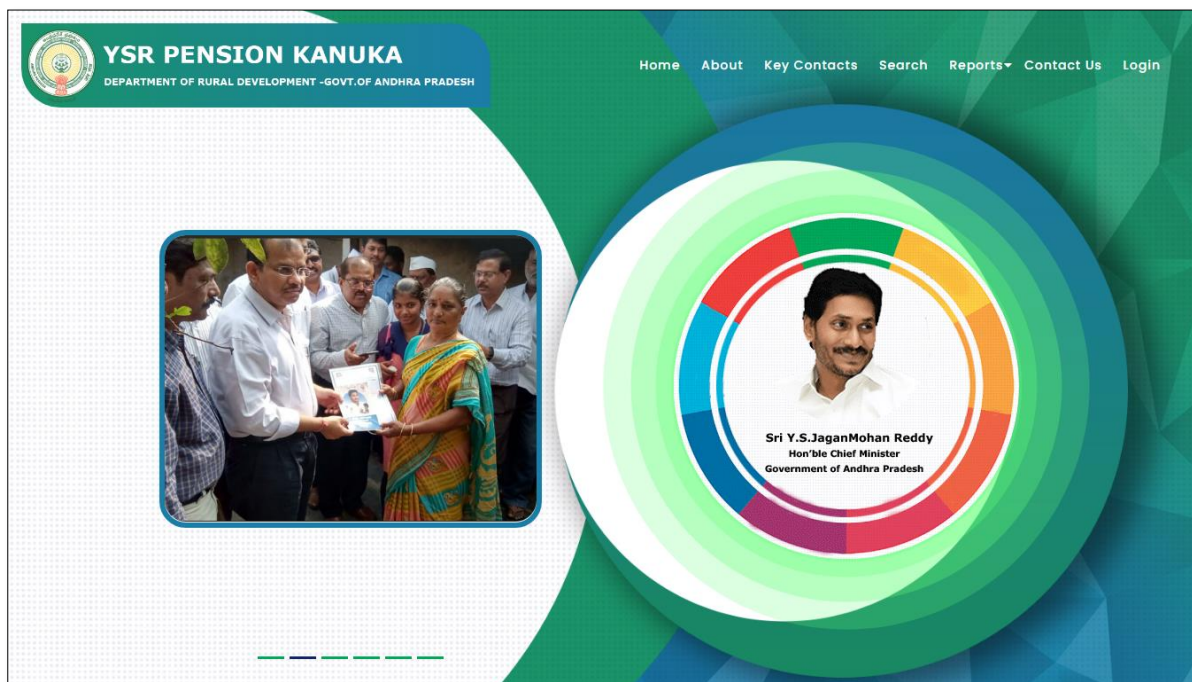 YSR PENSION KANUKA
DEPARTMENT OF RURAL DEVELOPMENT -GOVT.OF ANDHRA PRADESH
Home About Key Contacts Search Reports Contact Us Login
Sri Y.S.JaganMohan Reddy
Hon'ble Chief Minister
Government of Andhra Pradesh